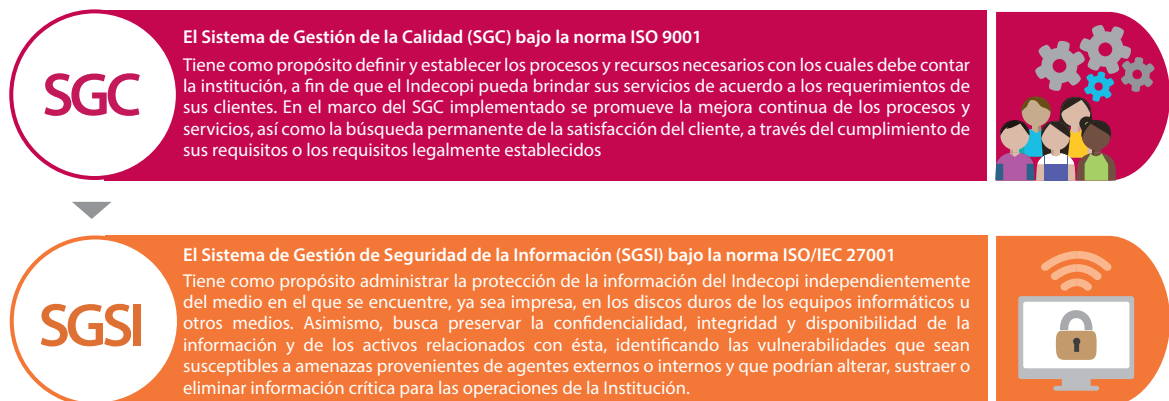 SGC
El Sistema de Gestión de la Calidad (SGC) bajo la norma ISO 9001
Tiene como propósito definir y establecer los procesos y recursos necesarios con los cuales debe contar
la institución, a fin de que el Indecopi pueda brindar sus servicios de acuerdo a los requerimientos de
sus clientes. En el marco del SGC implementado se promueve la mejora continua de los procesos y
servicios, así como la búsqueda permanente de la satisfacción del cliente, a través del cumplimiento de
sus requisitos o los requisitos legalmente establecidos
SGSI
El Sistema de Gestión de Seguridad de la Información (SGSI) bajo la norma ISO/IEC 27001
Tiene como propósito administrar la protección de la información del Indecopi independientemente
del medio en el que se encuentre, ya sea impresa, en los discos duros de los equipos informáticos u
otros medios. Asimismo, busca preservar la confidencialidad, integridad y disponibilidad de la
información y de los activos relacionados con ésta, identificando las vulnerabilidades que sean
susceptibles a amenazas provenientes de agentes externos o internos y que podrían alterar, sustraer o
eliminar información crítica para las operaciones de la Institución.